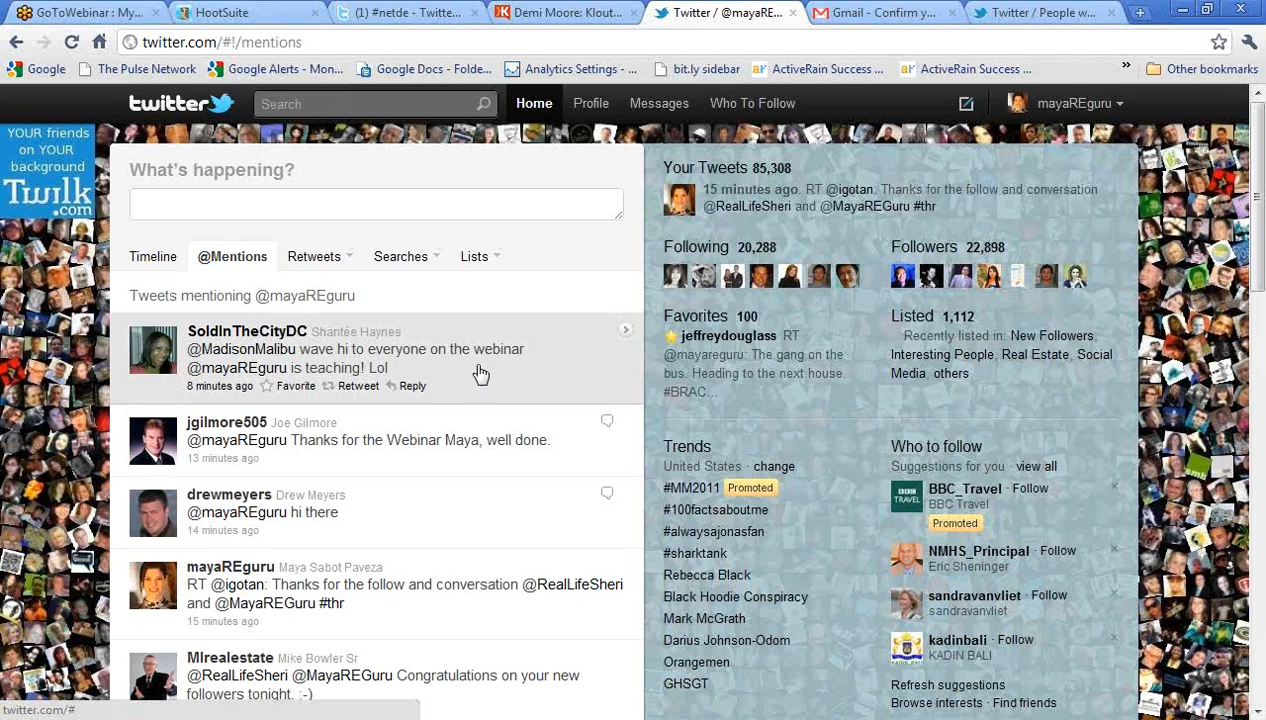 GoToWebinar : My...
HootSuite
(1) #netde - Twitte...
Demi Moore: Klout...
Twitter / @mayaRE...
Gmail - Confirm y...
Twitter / People w...
twitter.com/#!/mentions
Google
The Pulse Network
Google Alerts - Mon...
Google Docs - Folde...
Analytics Settings - ...
bit.ly sidebar
ActiveRain Success ...
ActiveRain Success ...
»
Other bookmarks
twitter
Search
Home
Profile
Messages
Who To Follow
mayaREguru
YOUR friends
on YOUR
background
Twilk
.com
What's happening?
Timeline
@Mentions
Retweets
Searches
Lists
Tweets mentioning @mayaREguru
SoldInTheCityDC Shantée Haynes
@MadisonMalibu wave hi to everyone on the webinar
@mayaREguru is teaching! Lol
8 minutes ago Favorite Retweet Reply
jgilmore505 Joe Gilmore
@mayaREguru Thanks for the Webinar Maya, well done.
13 minutes ago
drewmeyers Drew Meyers
@mayaREguru hi there
14 minutes ago
mayaREguru Maya Sabot Paveza
RT @igotan: Thanks for the follow and conversation @RealLifeSheri
and @MayaREGuru #thr
15 minutes ago
MIrealestate Mike Bowler Sr
@RealLifeSheri @MayaREGuru Congratulations on your new
followers tonight. :-)
twitter.com/#
Your Tweets 85,308
15 minutes ago: RT @igotan: Thanks for the follow and conversation
@RealLifeSheri and @MayaREGuru #thr
Following 20,288
Followers 22,898
Favorites 100
jeffreydouglass RT
@mayareguru: The gang on the
bus. Heading to the next house.
#BRAC...
Listed 1,112
Recently listed in: New Followers,
Interesting People, Real Estate, Social
Media, others
Trends
United States · change
#MM2011 Promoted
#100factsaboutme
#alwaysajonasfan
#sharktank
Rebecca Black
Black Hoodie Conspiracy
Mark McGrath
Darius Johnson-Odom
Orangemen
GHSGT
Who to follow
Suggestions for you · view all
BBC TRAVEL
BBC_Travel · Follow
BBC Travel
Promoted
NMHS_Principal · Follow
Eric Sheninger
sandravanvliet · Follow
sandravanvliet
kadinbali · Follow
KADIN BALI
Refresh suggestions
Browse interests · Find friends